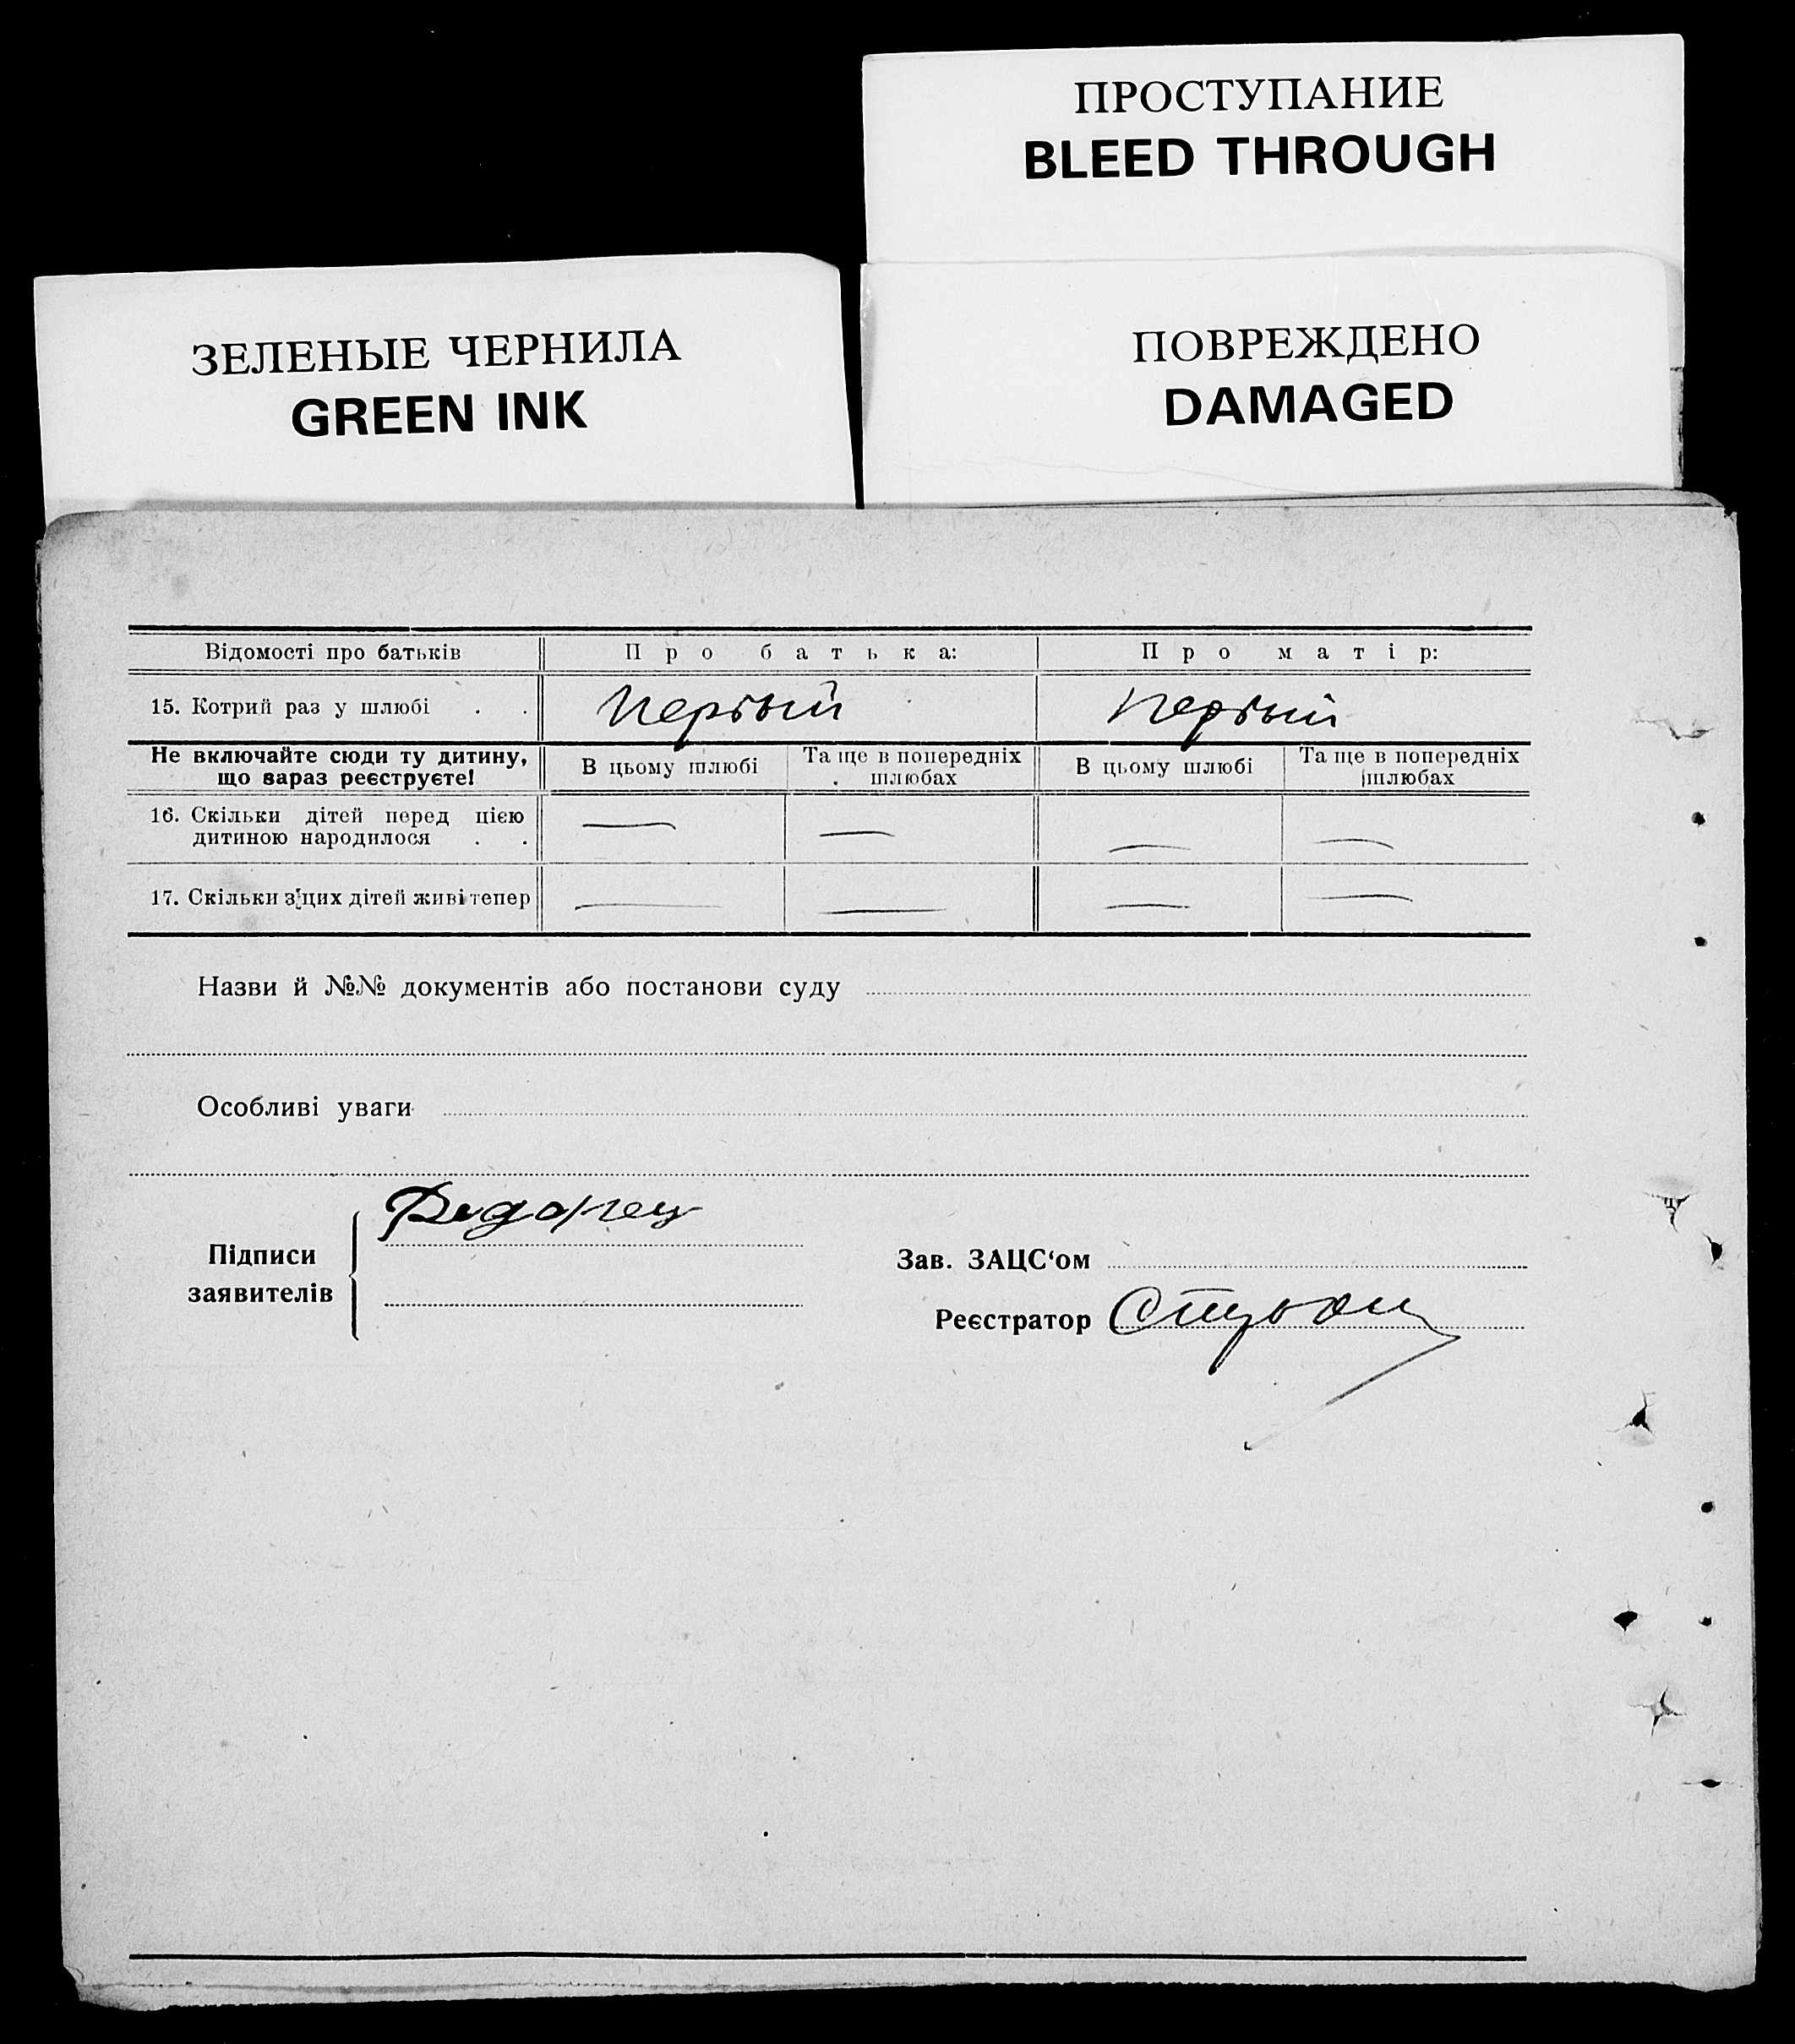 ПРОСТУПАНИЕ
BLEED THROUGH
ЗЕЛЕНЫЕ ЧЕРНИЛА
GREEN INK
ПОВРЕЖДЕНО
DAMAGED
Відомості про батьків Про батька: Про матір:
15. Котрий раз у шлюбі . . первый первый
Не включайте сюди ту дитину,
що вараз реєструєте!
В цьому шлюбі
Та ще в попередніх
шлюбах
В цьому шлюбі
Та ще в попередніх
шлюбах
16. Скільки дітей перед цією
дитиною народилося . . — — — —
17. Скільки з цих дітей живі тепер — — — —
Назви й №№ документів або постанови суду
Особливі уваги
Підписи
заявителів
Зав. ЗАЦС‘ом
Реєстратор